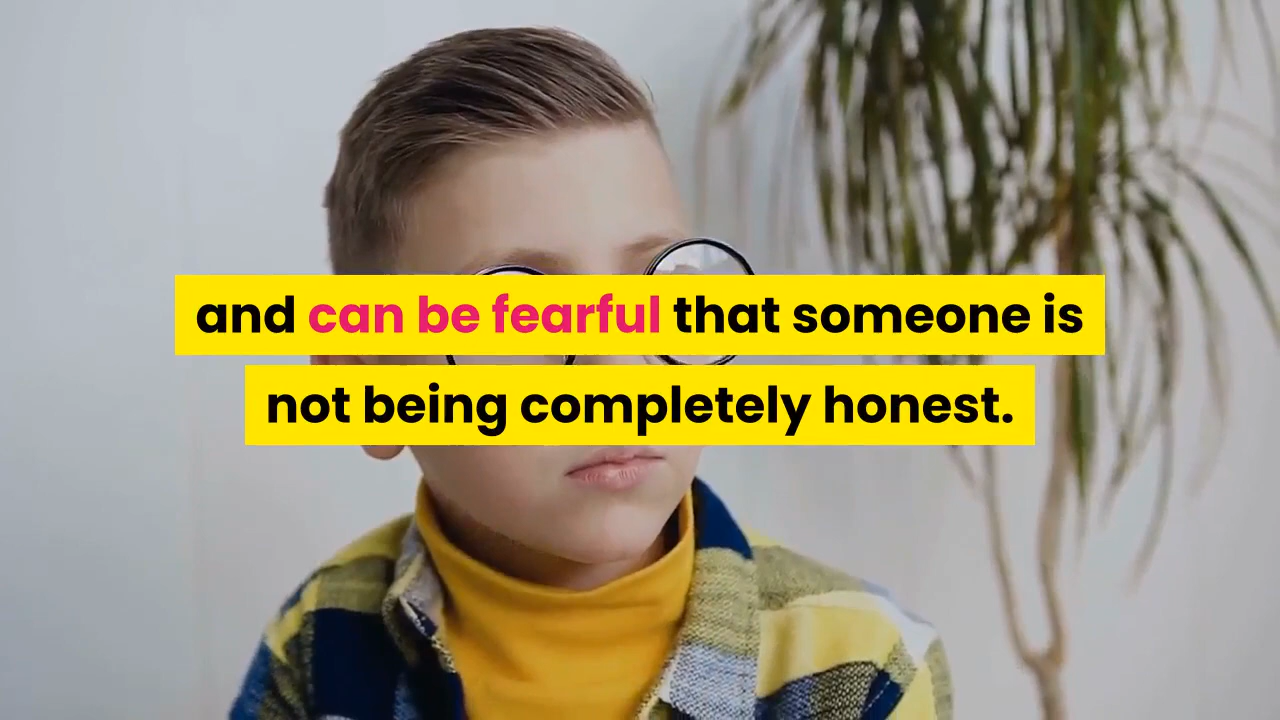 and can be fearful that someone is
not being completely honest.